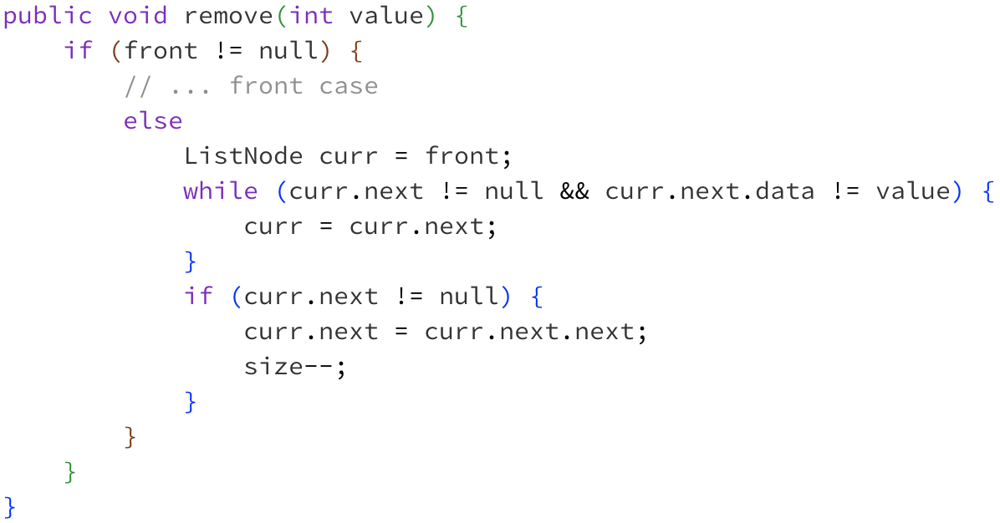 public void remove(int value) {
    if (front != null) {
        // ... front case
        else
            ListNode curr = front;
            while (curr.next != null && curr.next.data != value) {
                curr = curr.next;
            }
            if (curr.next != null) {
                curr.next = curr.next.next;
                size--;
            }
        }
    }
}